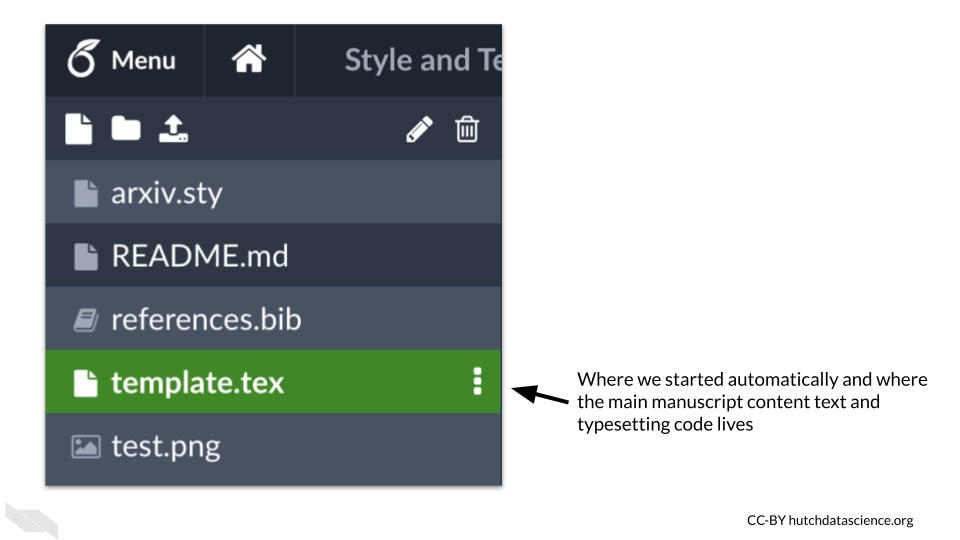 Menu
Style and Te
arxiv.sty
README.md
references.bib
template.tex
test.png
Where we started automatically and where
the main manuscript content text and
typesetting code lives
CC-BY hutchdatascience.org